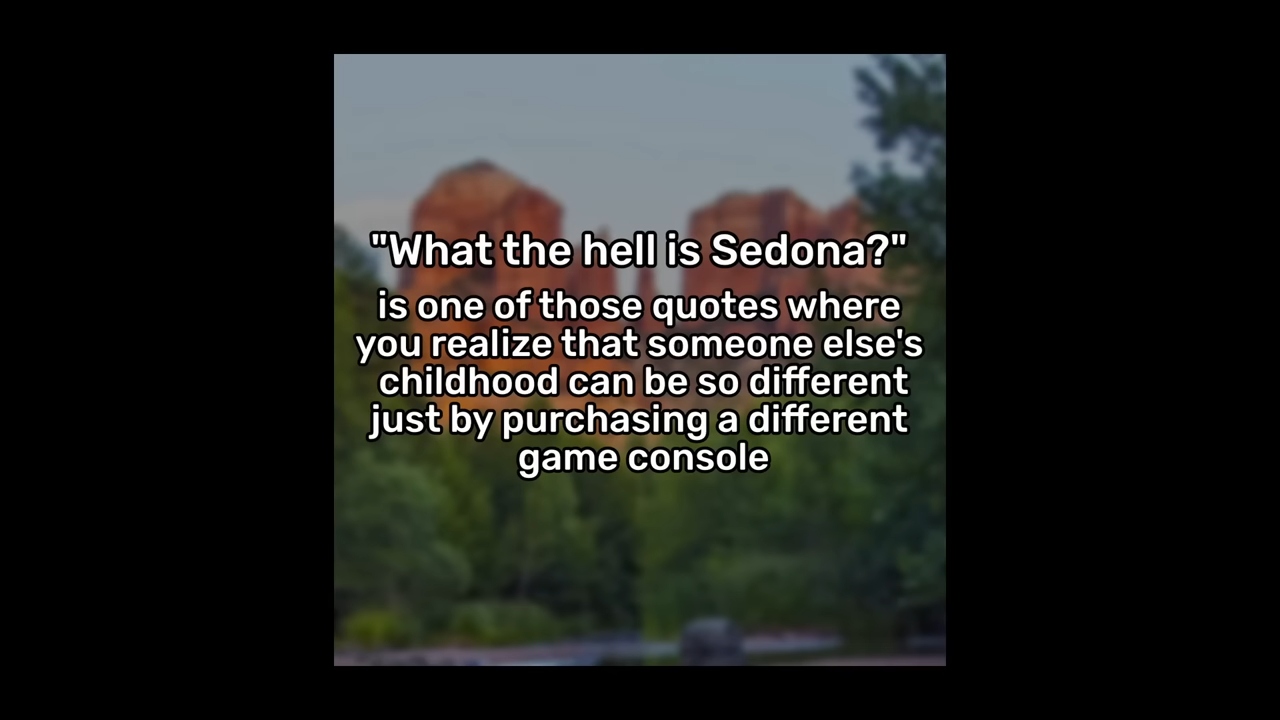 "What the hell is Sedona?"
is one of those quotes where
you realize that someone else's
childhood can be so different
just by purchasing a different
game console